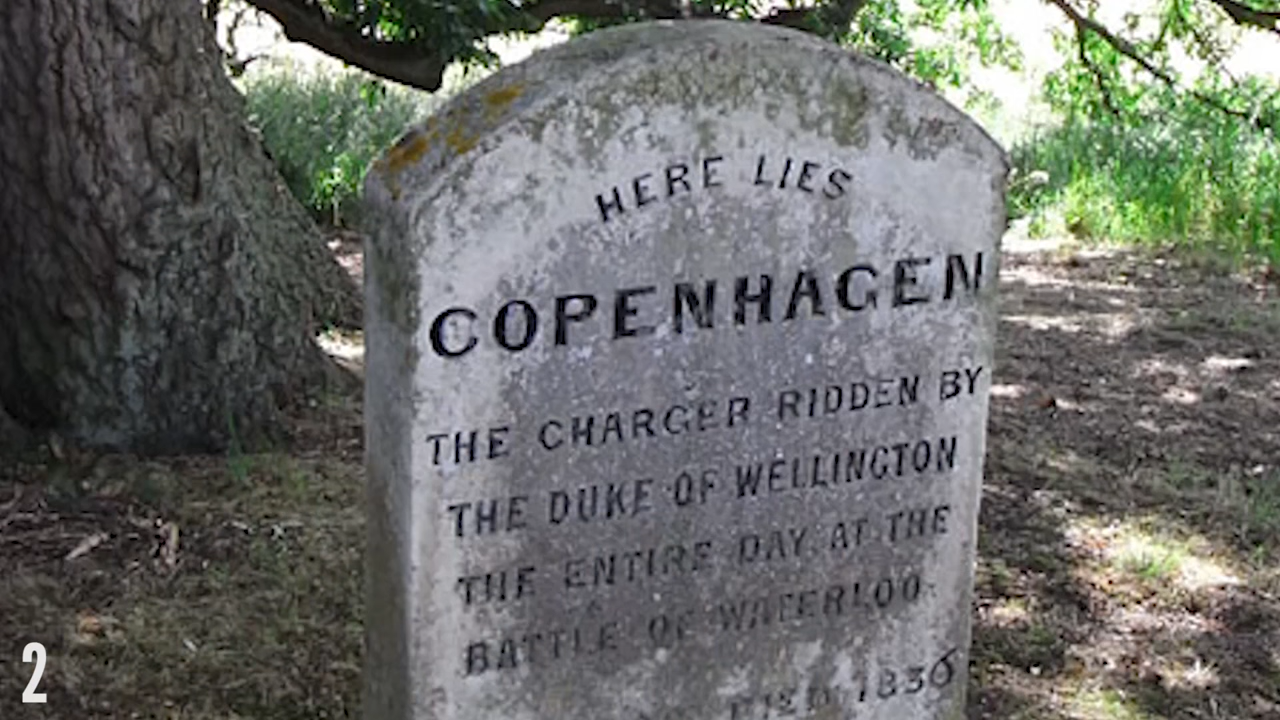 HERE LIES
COPENHAGEN
THE CHARGER RIDDEN BY
THE DUKE OF WELLINGTON
THE ENTIRE DAY AT THE
BATTLE OF WATERLOO.
DIED 1836
2